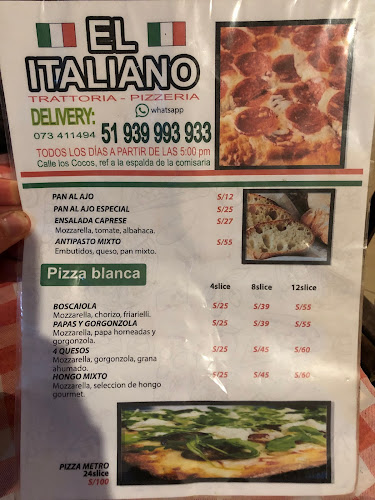 EL
ITALIANO
TRATTORIA - PIZZERIA
DELIVERY: whatsapp
073 411494 51 939 993 933
TODOS LOS DÍAS A PARTIR DE LAS 5:00 pm
Calle los Cocos, ref a la espalda de la comisaria
PAN AL AJO S/12
PAN AL AJO ESPECIAL S/25
ENSALADA CAPRESE S/27
Mozzarella, tomate, albahaca.
ANTIPASTO MIXTO S/55
Embutidos, queso, pan mixto.
Pizza blanca
4slice 8slice 12slice
BOSCAIOLA S/25 S/39 S/55
Mozzarella, chorizo, friarielli.
PAPAS Y GORGONZOLA S/25 S/39 S/55
Mozzarella, papa horneadas y
gorgonzola.
4 QUESOS S/25 S/45 S/60
Mozzarella, gorgonzola, grana
ahumado.
HONGO MIXTO S/25 S/45 S/60
Mozzarella, seleccion de hongo
gourmet.
PIZZA METRO
24slice
S/100